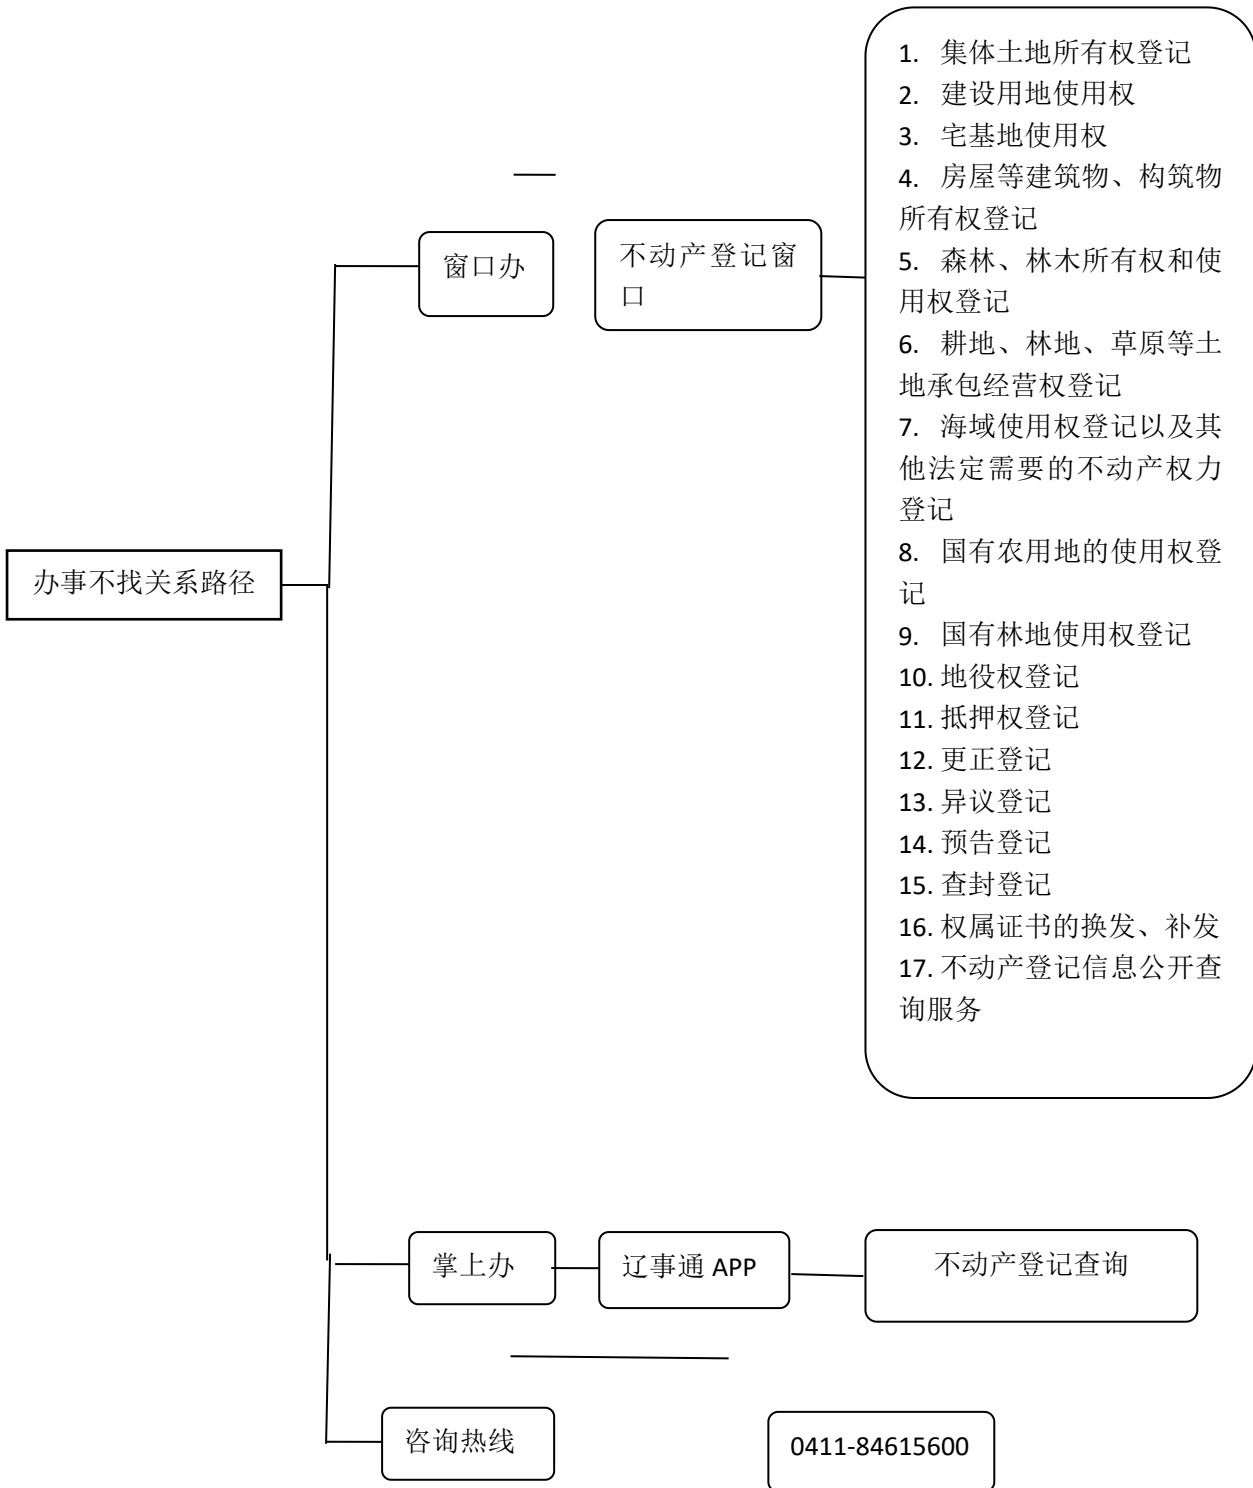 1. 集体土地所有权登记
2. 建设用地使用权
3. 宅基地使用权
4. 房屋等建筑物、构筑物
所有权登记
5. 森林、林木所有权和使
用权登记
6. 耕地、林地、草原等土
地承包经营权登记
7. 海域使用权登记以及其
他法定需要的不动产权力
登记
8. 国有农用地的使用权登
记
9. 国有林地使用权登记
10. 地役权登记
11. 抵押权登记
12. 更正登记
13. 异议登记
14. 预告登记
15. 查封登记
16. 权属证书的换发、补发
17. 不动产登记信息公开查
询服务
窗口办
不动产登记窗
口
办事不找关系路径
掌上办
辽事通 APP
不动产登记查询
咨询热线
0411-84615600